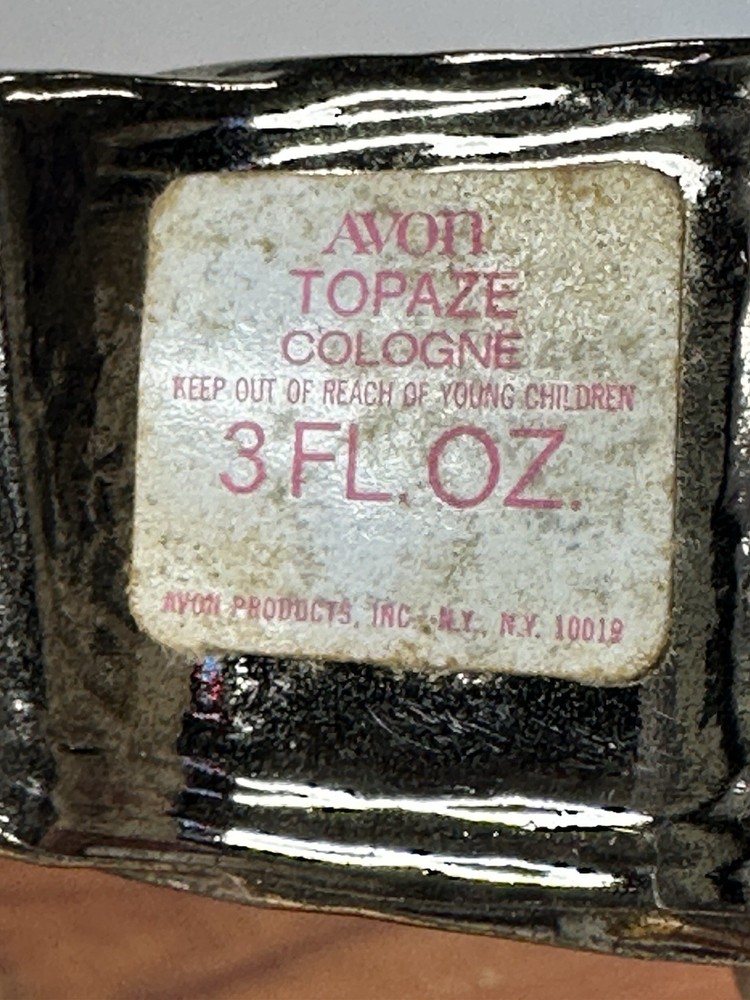 AVON
TOPAZE
COLOGNE
KEEP OUT OF REACH OF YOUNG CHILDREN
3 FL. OZ.
AVON PRODUCTS, INC. N.Y., N.Y. 10019